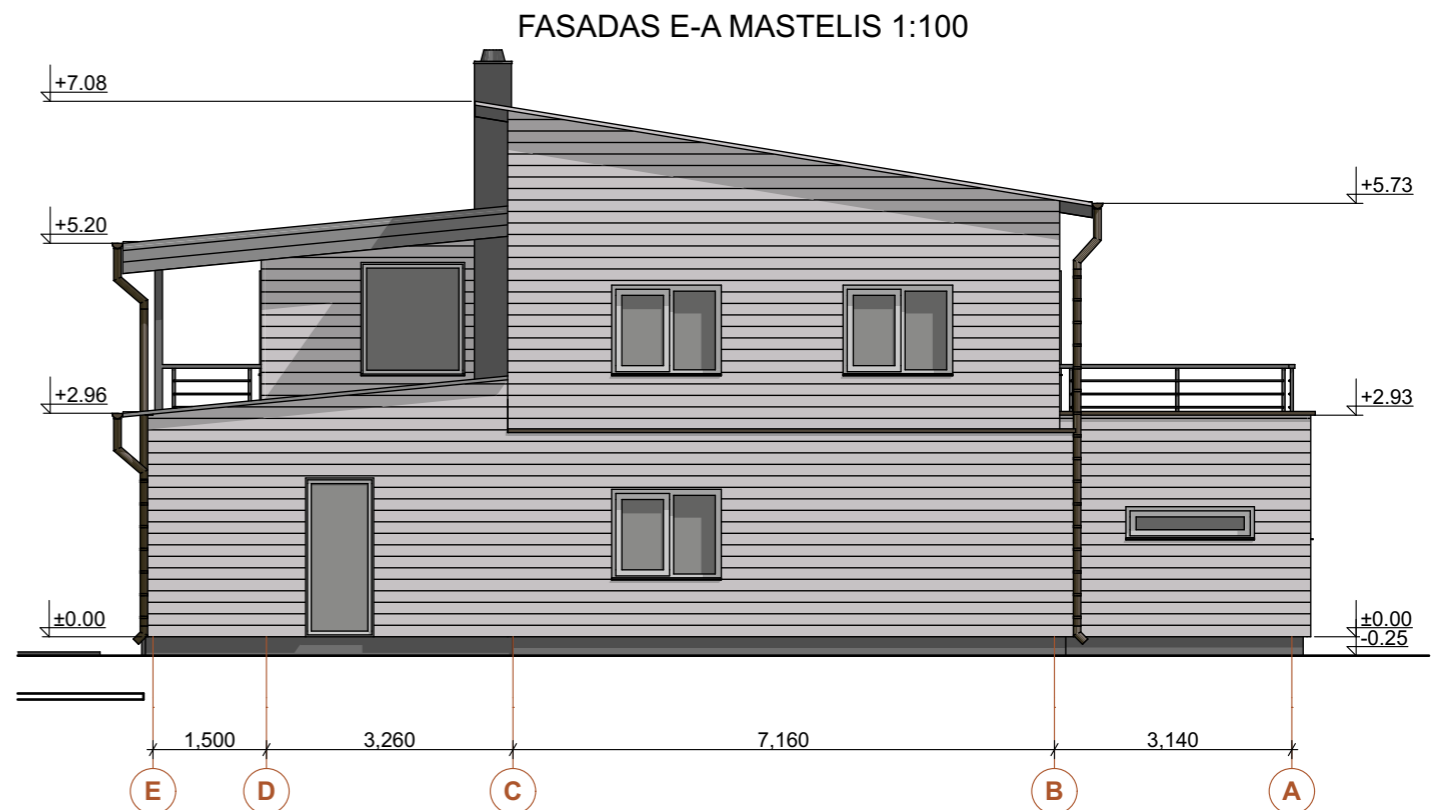 FASADAS E-A MASTELIS 1:100
+7.08
+5.73
+5.20
+2.96
+2.93
±0.00
±0.00
-0.25
1,500 3,260 7,160 3,140
E D C B A